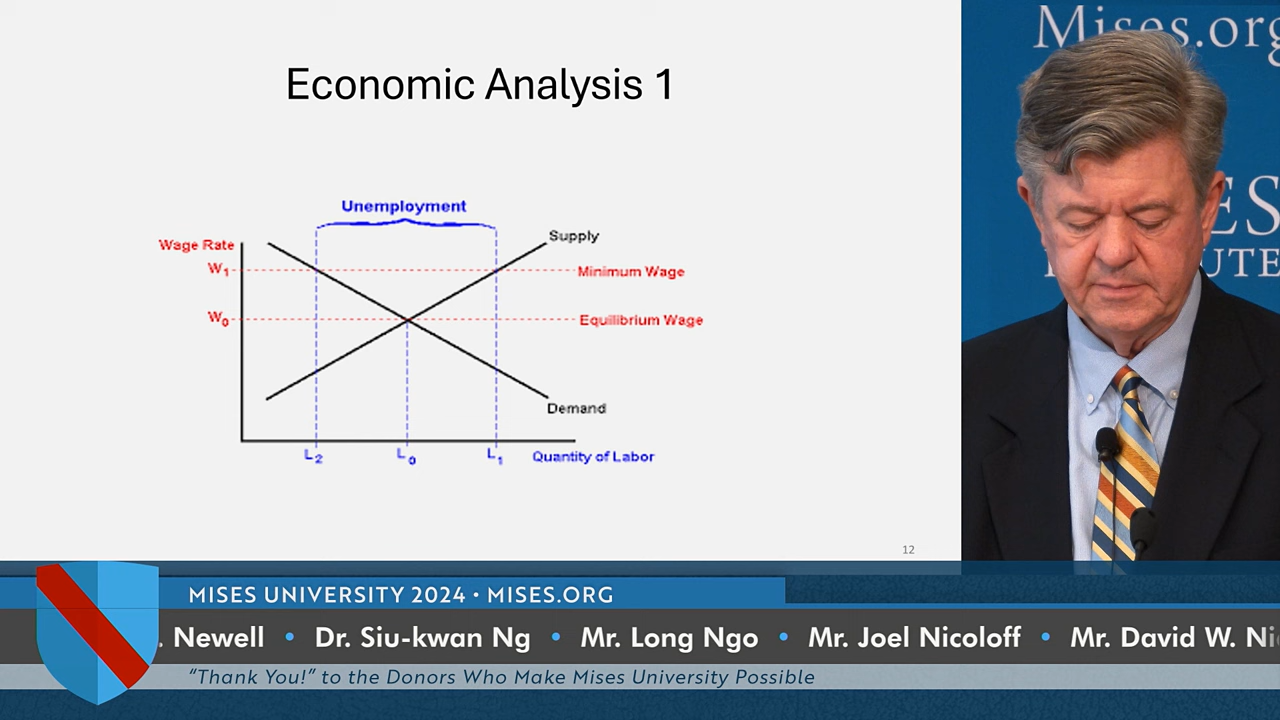 Economic Analysis 1
Unemployment
Supply
Wage Rate
W1
Minimum Wage
W0
Equilibrium Wage
Demand
L2
L0
L1
Quantity of Labor
12
Mises.org
ES
UTE
MISES UNIVERSITY 2024 • MISES.ORG
. Newell • Dr. Siu-kwan Ng • Mr. Long Ngo • Mr. Joel Nicoloff • Mr. David W. Ni
“Thank You!” to the Donors Who Make Mises University Possible